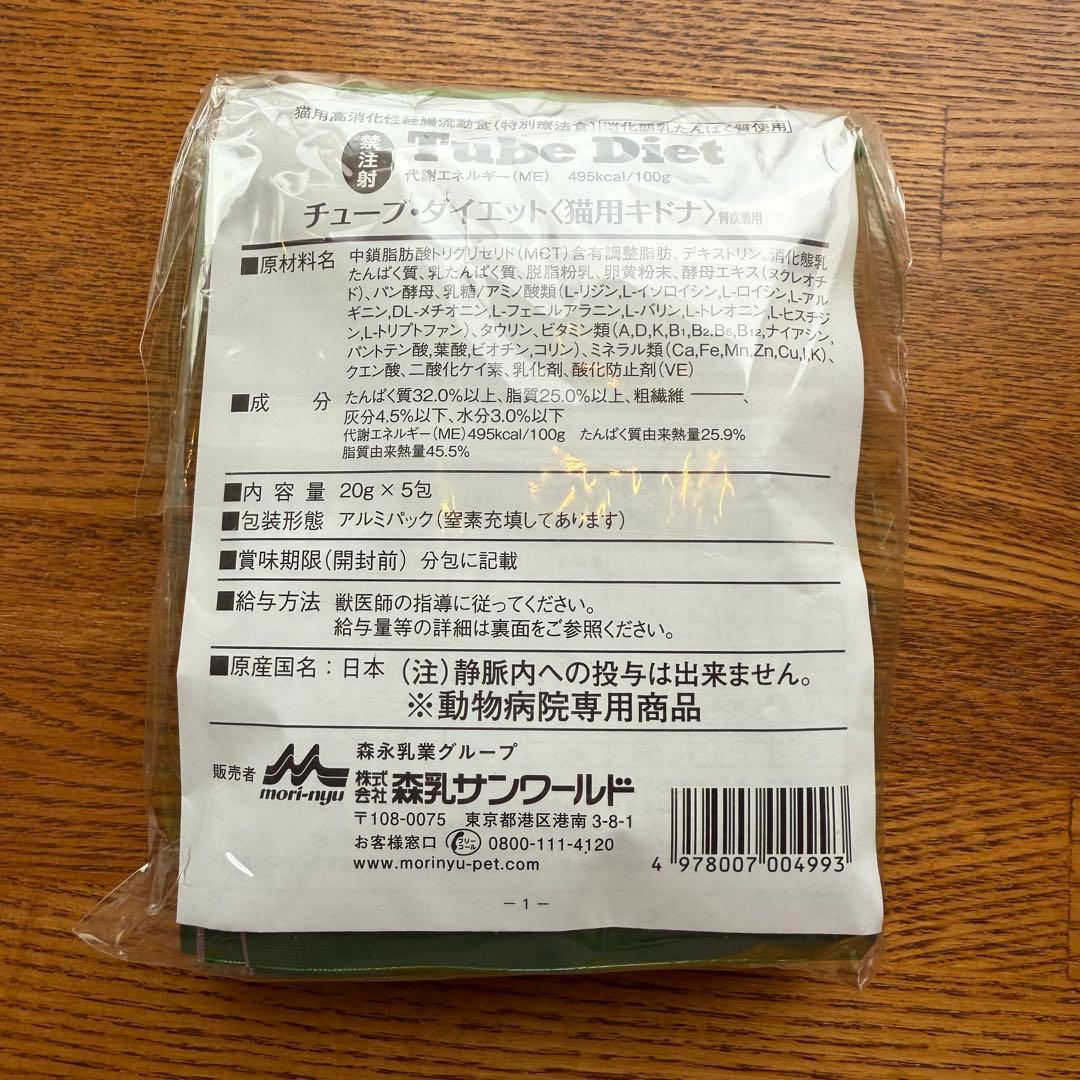 猫用高消化性経腸流動食(特別療法食) 消化態乳たんぱく質使用
禁注射
Tube Diet
代謝エネルギー(ME) 495kcal/100g
チューブ・ダイエット〈猫用キドナ〉腎疾患用
■原材料名 中鎖脂肪酸トリグリセリド(MCT)含有調整脂肪、デキストリン、消化態乳
たんぱく質、乳たんぱく質、脱脂粉乳、卵黄粉末、酵母エキス(ヌクレオチ
ド)、パン酵母、乳糖/アミノ酸類(L-リジン,L-イソロイシン,L-ロイシン,L-アル
ギニン,DL-メチオニン,L-フェニルアラニン,L-バリン,L-トレオニン,L-ヒスチジ
ン,L-トリプトファン)、タウリン、ビタミン類(A,D,K,B1,B2,B6,B12,ナイアシン,
パントテン酸,葉酸,ビオチン,コリン)、ミネラル類(Ca,Fe,Mn,Zn,Cu,I,K)、
クエン酸、二酸化ケイ素、乳化剤、酸化防止剤(VE)
■成 分 たんぱく質32.0%以上、脂質25.0%以上、粗繊維 ―――、
灰分4.5%以下、水分3.0%以下
代謝エネルギー(ME)495kcal/100g たんぱく質由来熱量25.9%
脂質由来熱量45.5%
■内容量 20g×5包
■包装形態 アルミパック(窒素充填してあります)
■賞味期限(開封前) 分包に記載
■給与方法 獣医師の指導に従ってください。
給与量等の詳細は裏面をご参照ください。
■原産国名:日本 (注)静脈内への投与は出来ません。
※動物病院専用商品
森永乳業グループ
販売者 mori-nyu 株式会社 森乳サンワールド
〒108-0075 東京都港区港南3-8-1
お客様窓口 フリーコール 0800-111-4120
www.morinyu-pet.com
4 978007 004993
－1－